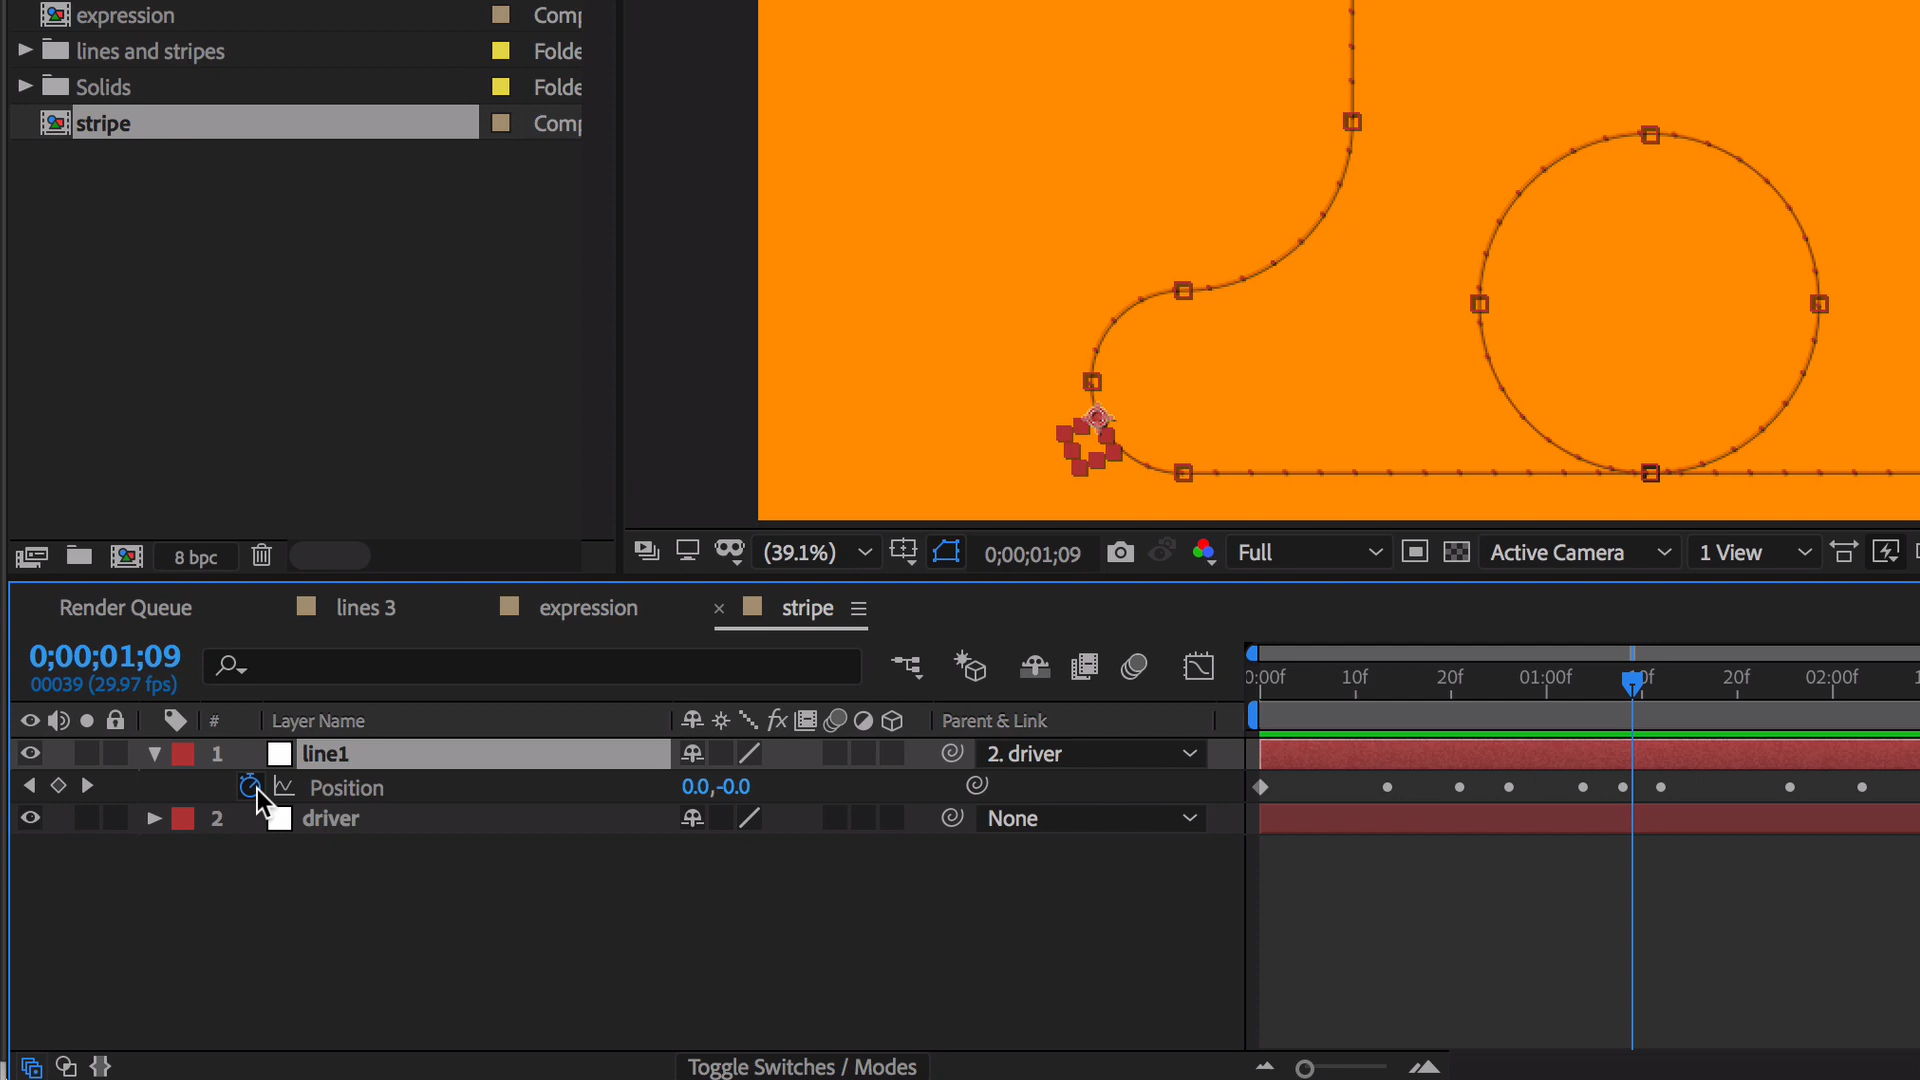 expression Comp
lines and stripes Folde
Solids Folde
stripe Comp
8 bpc
(39.1%) 0;00;01;09 Full Active Camera 1 View
Render Queue lines 3 expression × stripe
0;00;01;09
00039 (29.97 fps)
0:00f 10f 20f 01:00f 0f 20f 02:00f 1
# Layer Name fx Parent & Link
1 line1 2. driver
Position 0.0,-0.0
2 driver None
Toggle Switches / Modes